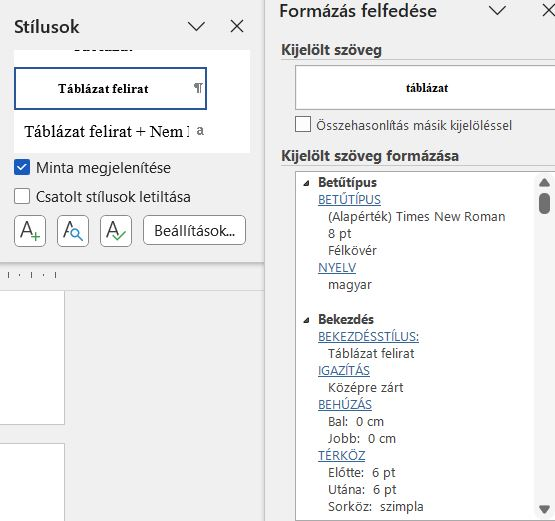 Stílusok
Táblázat felirat ¶
Táblázat felirat + Nem a
Minta megjelenítése
Csatolt stílusok letiltása
Beállítások...
Formázás felfedése
Kijelölt szöveg
táblázat
Összehasonlítás másik kijelöléssel
Kijelölt szöveg formázása
Betűtípus
BETŰTÍPUS
(Alapérték) Times New Roman
8 pt
Félkövér
NYELV
magyar
Bekezdés
BEKEZDÉSSTÍLUS:
Táblázat felirat
IGAZÍTÁS
Középre zárt
BEHÚZÁS
Bal: 0 cm
Jobb: 0 cm
TÉRKÖZ
Előtte: 6 pt
Utána: 6 pt
Sorköz: szimpla